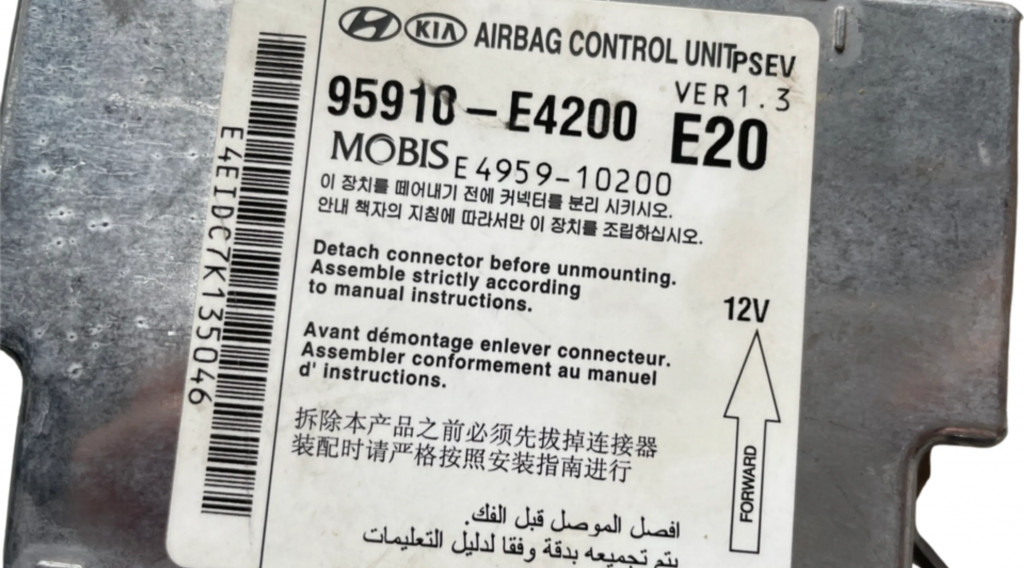 KIA AIRBAG CONTROL UNIT PSEV
VER1.3
95910-E4200 E20
MOBIS E4959-10200
이 장치를 떼어내기 전에 커넥터를 분리 시키시오.
안내 책자의 지침에 따라서만 이 장치를 조립하십시오.
Detach connector before unmounting.
Assemble strictly according
to manual instructions.
12V
Avant démontage enlever connecteur.
Assembler conformement au manuel
d' instructions.
FORWARD
拆除本产品之前必须先拔掉连接器
装配时请严格按照安装指南进行
افصل الموصل قبل الفك.
يتم تجميعه بدقة وفقا لدليل التعليمات
E4EIDC7K135046